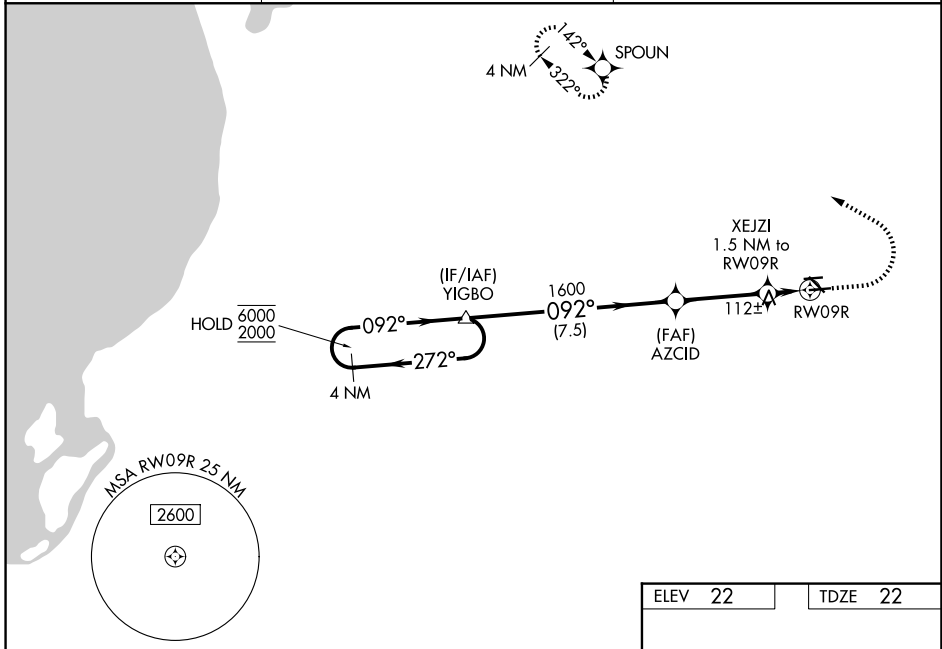 142°
SPOUN
4 NM
322°
XEJZI
1.5 NM to
RW09R
(IF/IAF)
YIGBO
1600
092°
(7.5)
HOLD 6000
2000
092°
272°
4 NM
(FAF)
AZCID
112±
RW09R
MSA RW09R 25 NM
2600
ELEV 22
TDZE 22